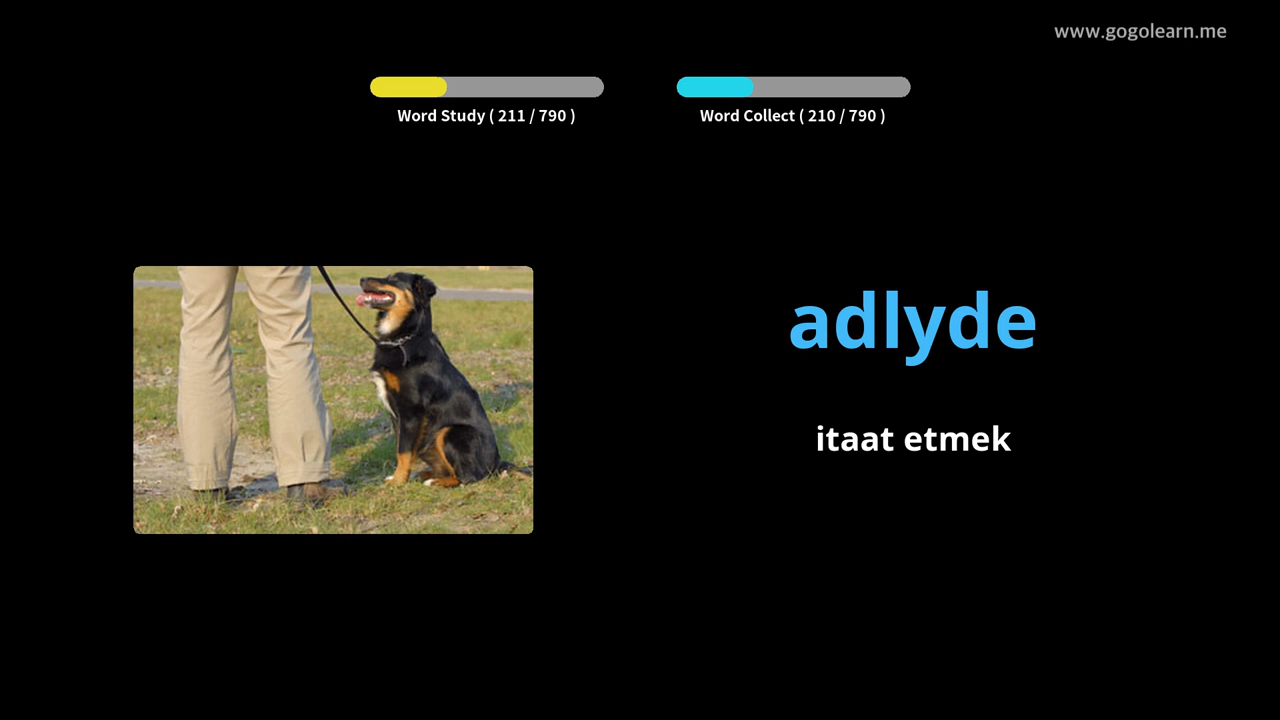 www.gogolearn.me
Word Study ( 211 / 790 )
Word Collect ( 210 / 790 )
adlyde
itaat etmek